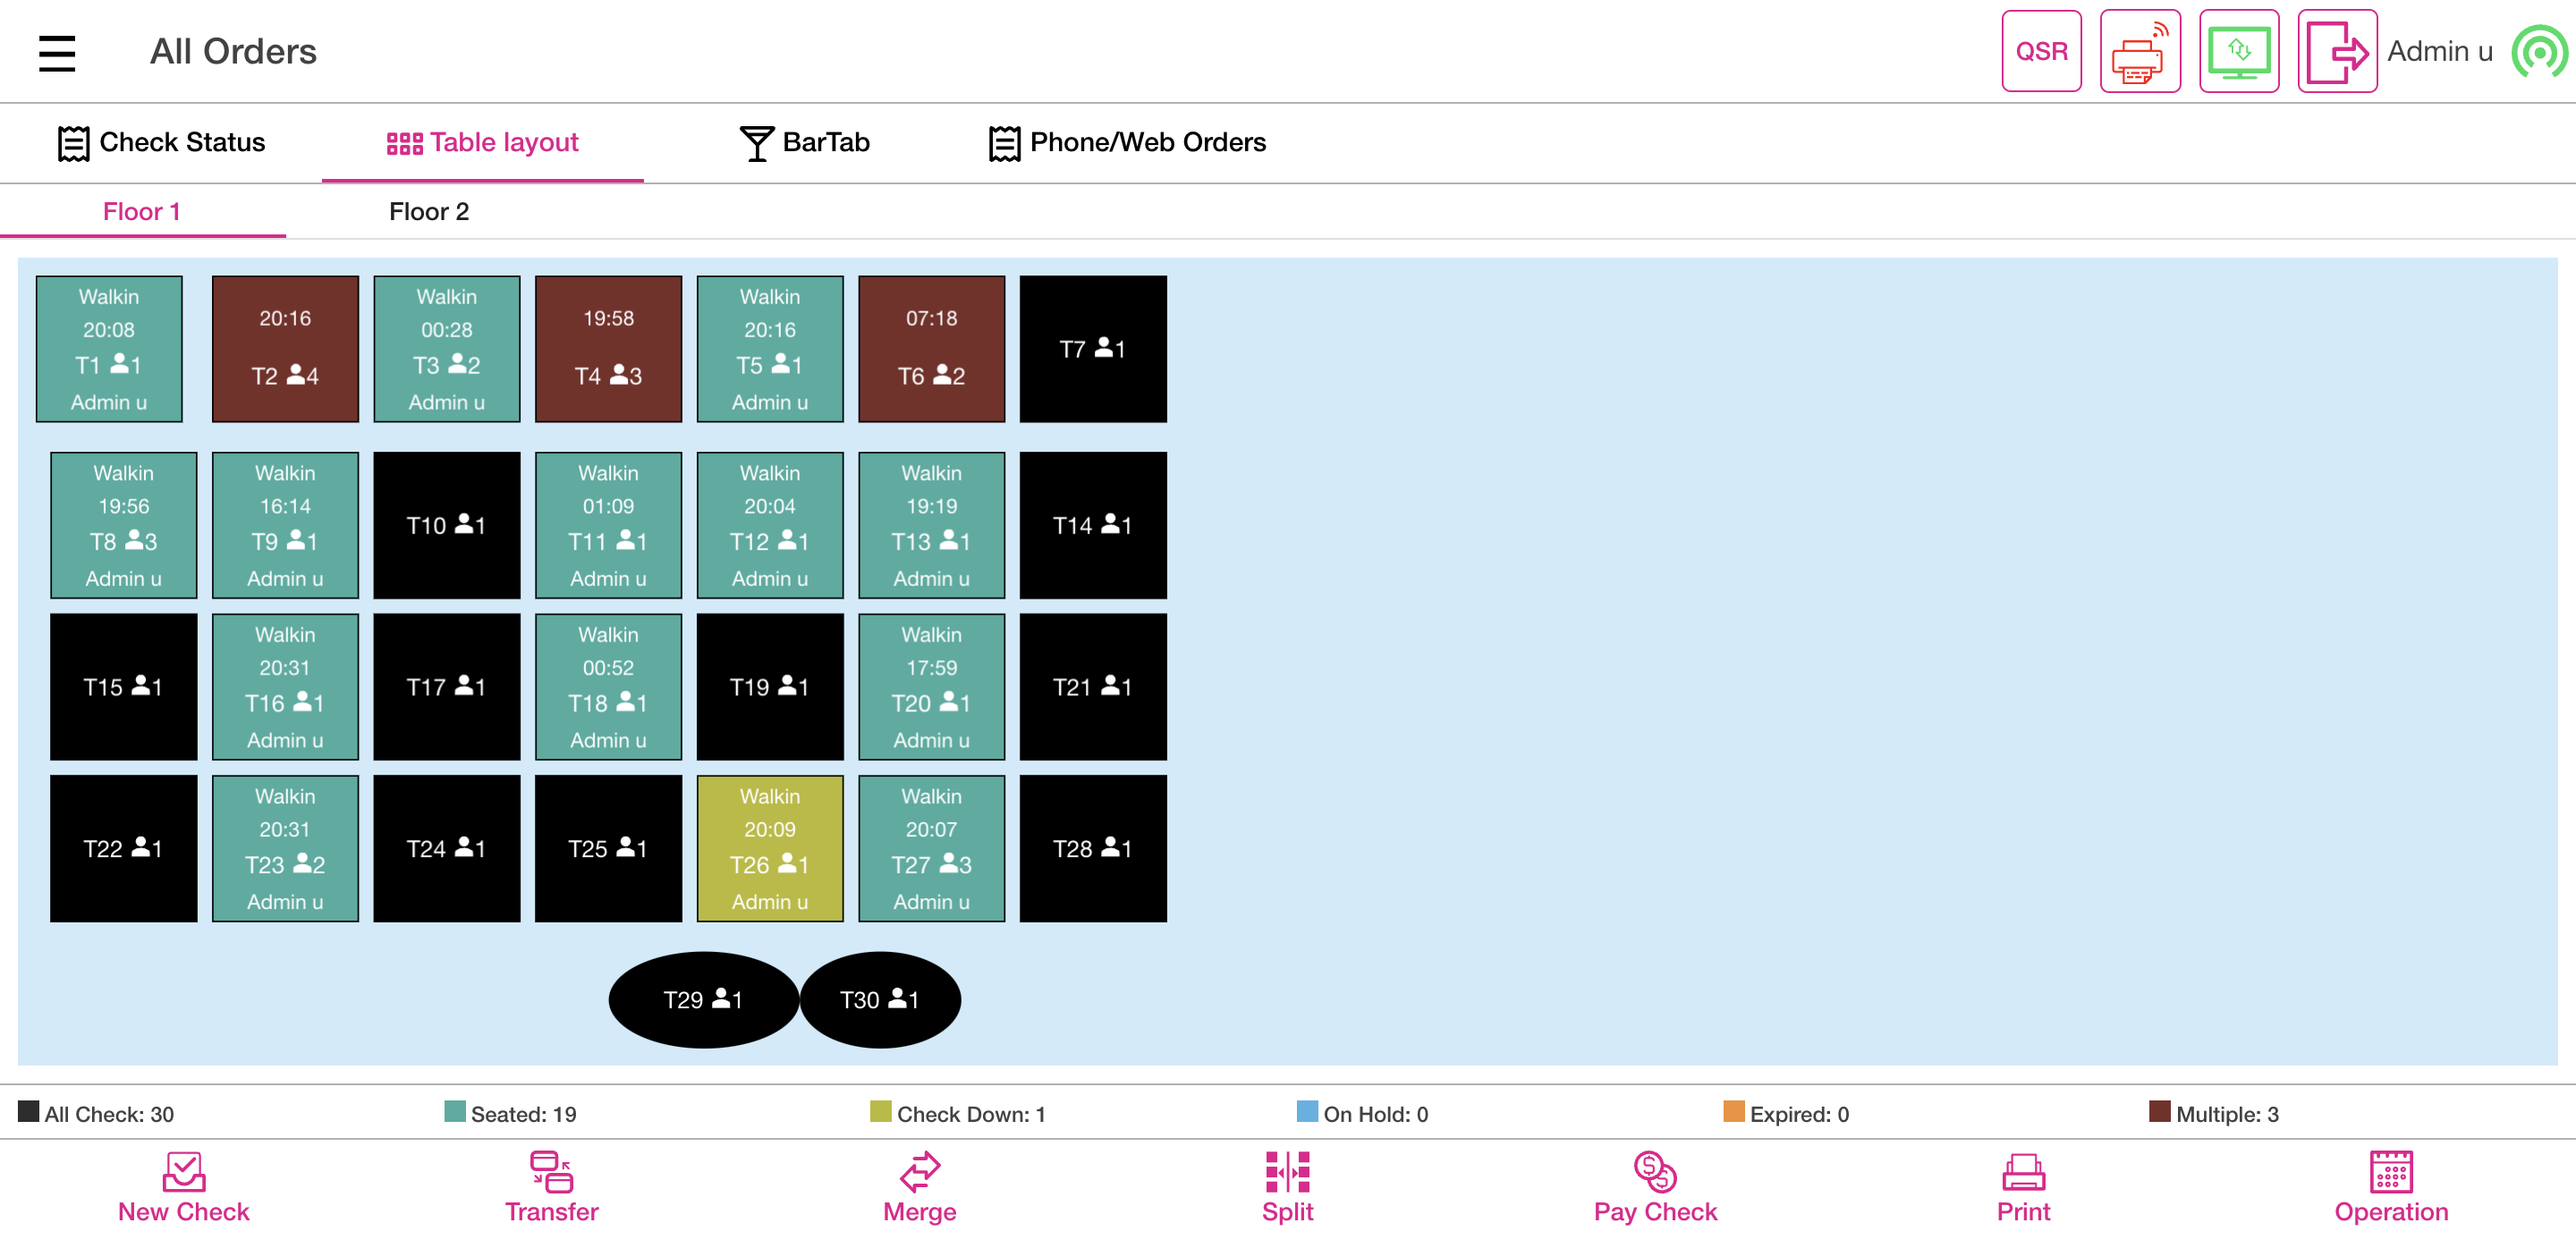 All Orders
QSR
Admin u
Check Status
Table layout
BarTab
Phone/Web Orders
Floor 1
Floor 2
Walkin
20:08
T1 1
Admin u
20:16
T2 4
Walkin
00:28
T3 2
Admin u
19:58
T4 3
Walkin
20:16
T5 1
Admin u
07:18
T6 2
T7 1
Walkin
19:56
T8 3
Admin u
Walkin
16:14
T9 1
Admin u
T10 1
Walkin
01:09
T11 1
Admin u
Walkin
20:04
T12 1
Admin u
Walkin
19:19
T13 1
Admin u
T14 1
T15 1
Walkin
20:31
T16 1
Admin u
T17 1
Walkin
00:52
T18 1
Admin u
T19 1
Walkin
17:59
T20 1
Admin u
T21 1
T22 1
Walkin
20:31
T23 2
Admin u
T24 1
T25 1
Walkin
20:09
T26 1
Admin u
Walkin
20:07
T27 3
Admin u
T28 1
T29 1
T30 1
All Check: 30
Seated: 19
Check Down: 1
On Hold: 0
Expired: 0
Multiple: 3
New Check
Transfer
Merge
Split
Pay Check
Print
Operation